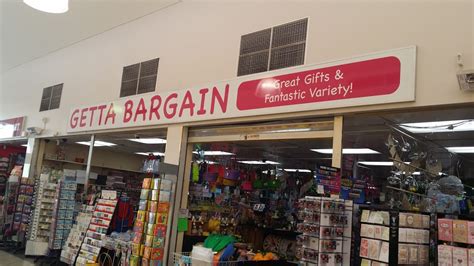 GETTA BARGAIN
Great Gifts &
Fantastic Variety!